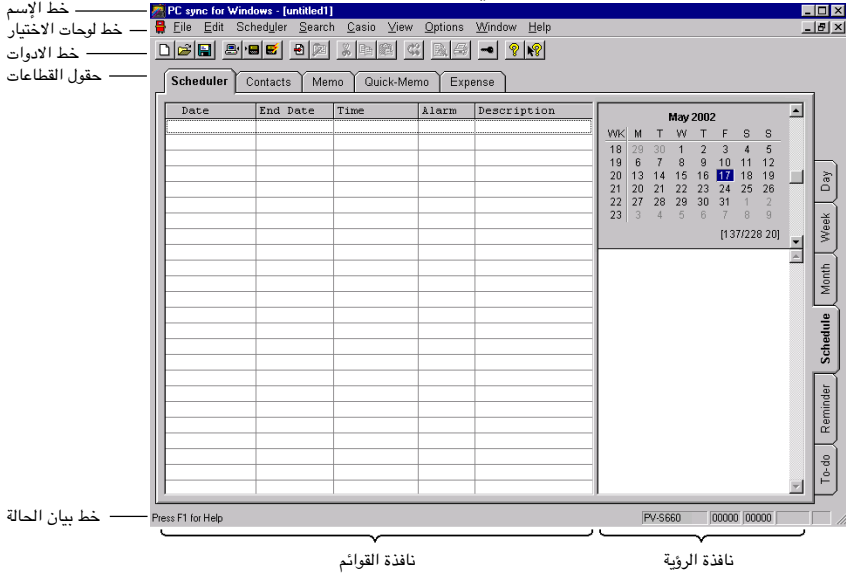 خط الإسم
PC sync for Windows - [untitled1]
خط لوحات الاختيار
File Edit Scheduler Search Casio View Options Window Help
خط الادوات
حقول القطاعات
Scheduler Contacts Memo Quick-Memo Expense
Date End Date Time Alarm Description
May 2002
WK M T W T F S S
18 29 30 1 2 3 4 5
19 6 7 8 9 10 11 12
20 13 14 15 16 17 18 19
21 20 21 22 23 24 25 26
22 27 28 29 30 31 1 2
23 3 4 5 6 7 8 9
[137/228 20]
Day
Week
Month
Schedule
Reminder
To-do
خط بيان الحالة
Press F1 for Help
PV-S660 00000 00000
نافذة القوائم
نافذة الرؤية